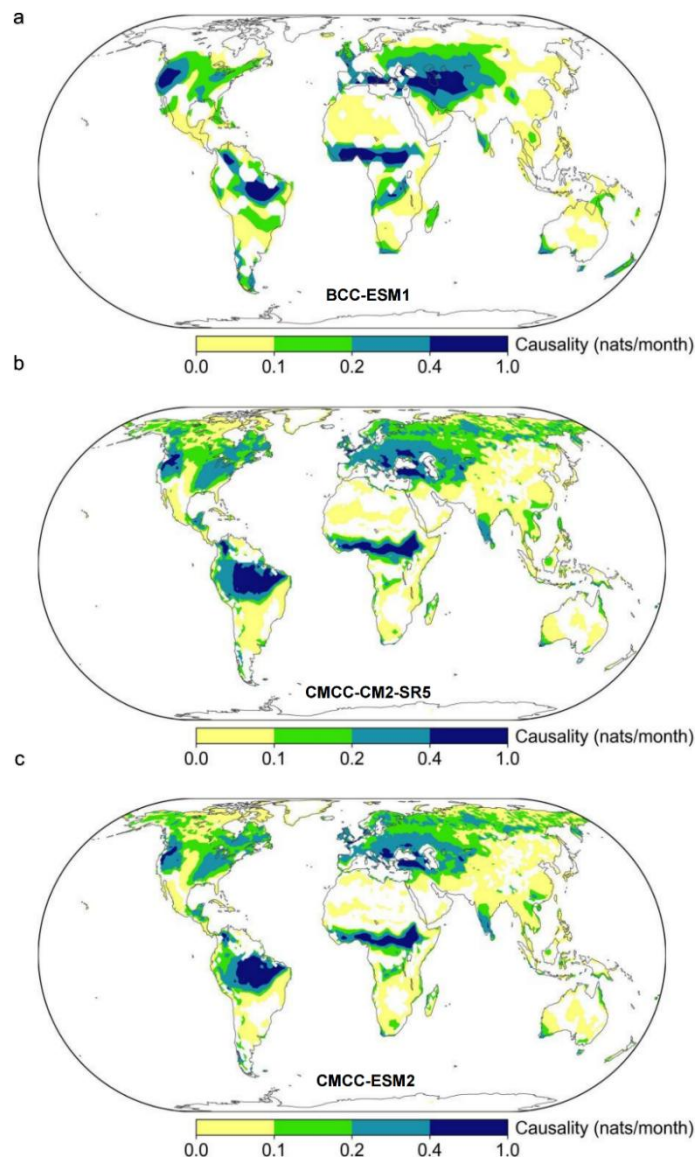 a
BCC-ESM1
Causality (nats/month)
0.0 0.1 0.2 0.4 1.0
b
CMCC-CM2-SR5
Causality (nats/month)
0.0 0.1 0.2 0.4 1.0
c
CMCC-ESM2
Causality (nats/month)
0.0 0.1 0.2 0.4 1.0